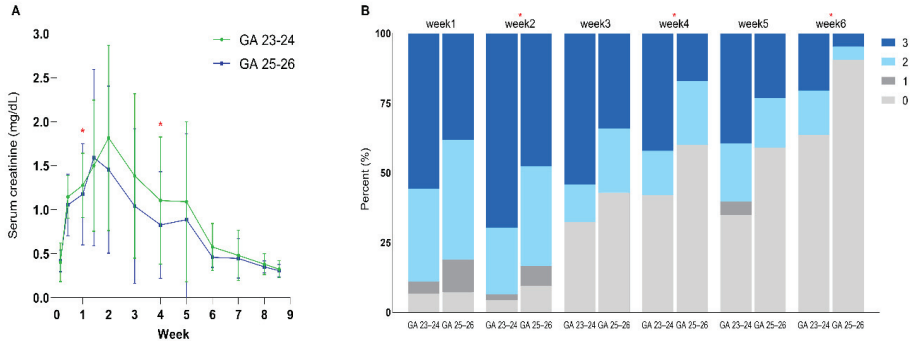 A
Serum creatinine (mg/dL)
3.0
2.5
2.0
1.5
1.0
0.5
0.0
GA 23-24
GA 25-26
*
*
0 1 2 3 4 5 6 7 8 9
Week
B
Percent (%)
100
75
50
25
0
* * *
week1 week2 week3 week4 week5 week6
3
2
1
0
GA 23–24 GA 25–26 GA 23–24 GA 25–26 GA 23–24 GA 25–26 GA 23–24 GA 25–26 GA 23–24 GA 25–26 GA 23–24 GA 25–26